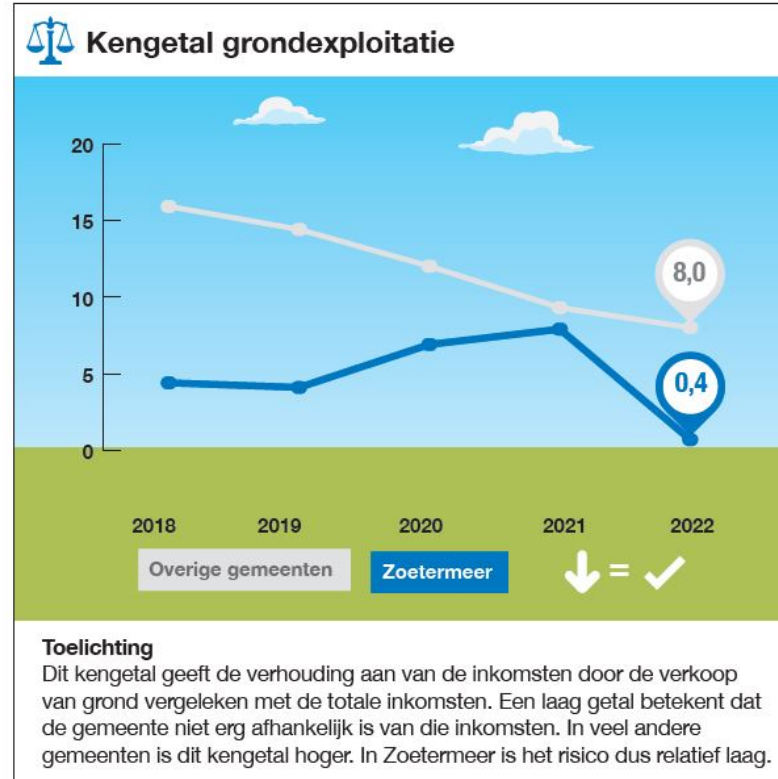 Kengetal grondexploitatie
20
15
10
5
0
8,0
0,4
2018 2019 2020 2021 2022
Overige gemeenten Zoetermeer =
Toelichting
Dit kengetal geeft de verhouding aan van de inkomsten door de verkoop
van grond vergeleken met de totale inkomsten. Een laag getal betekent dat
de gemeente niet erg afhankelijk is van die inkomsten. In veel andere
gemeenten is dit kengetal hoger. In Zoetermeer is het risico dus relatief laag.